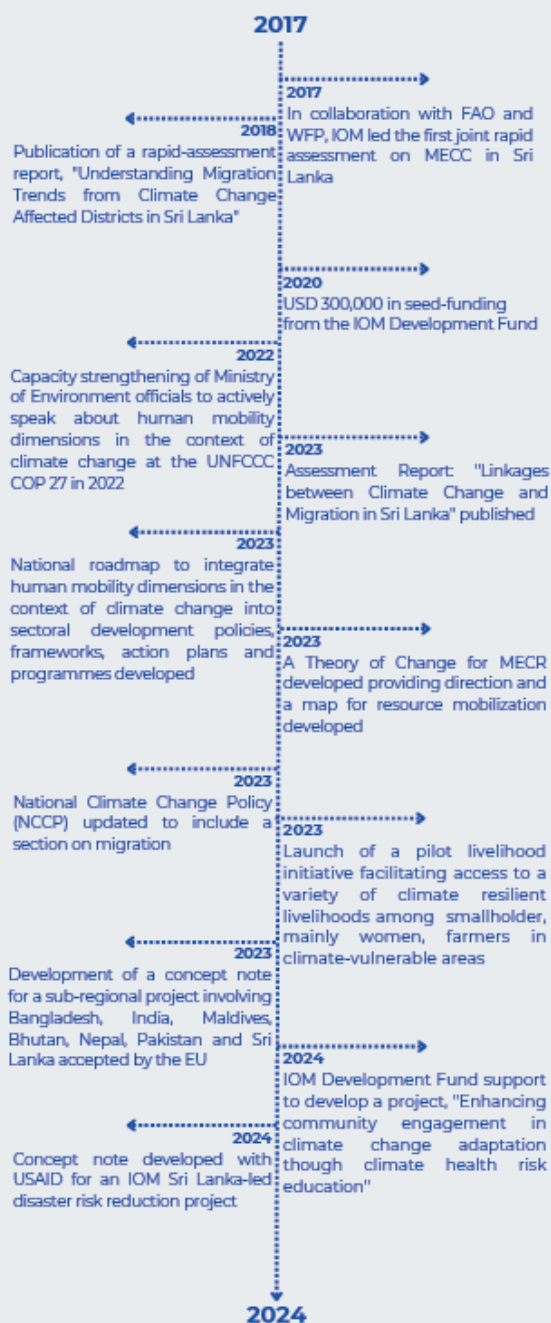 2017
2017
In collaboration with FAO and
WFP, IOM led the first joint rapid
assessment on MECC in Sri
Lanka
2018
Publication of a rapid-assessment
report, "Understanding Migration
Trends from Climate Change
Affected Districts in Sri Lanka"
2020
USD 300,000 in seed-funding
from the IOM Development Fund
2022
Capacity strengthening of Ministry
of Environment officials to actively
speak about human mobility
dimensions in the context of
climate change at the UNFCCC
COP 27 in 2022
2023
Assessment Report: "Linkages
between Climate Change and
Migration in Sri Lanka" published
2023
National roadmap to integrate
human mobility dimensions in the
context of climate change into
sectoral development policies,
frameworks, action plans and
programmes developed
2023
A Theory of Change for MECR
developed providing direction and
a map for resource mobilization
developed
2023
National Climate Change Policy
(NCCP) updated to include a
section on migration
2023
Launch of a pilot livelihood
initiative facilitating access to a
variety of climate resilient
livelihoods among smallholder,
mainly women, farmers in
climate-vulnerable areas
2023
Development of a concept note
for a sub-regional project involving
Bangladesh, India, Maldives,
Bhutan, Nepal, Pakistan and Sri
Lanka accepted by the EU
2024
IOM Development Fund support
to develop a project, "Enhancing
community engagement in
climate change adaptation
though climate health risk
education"
2024
Concept note developed with
USAID for an IOM Sri Lanka-led
disaster risk reduction project
2024